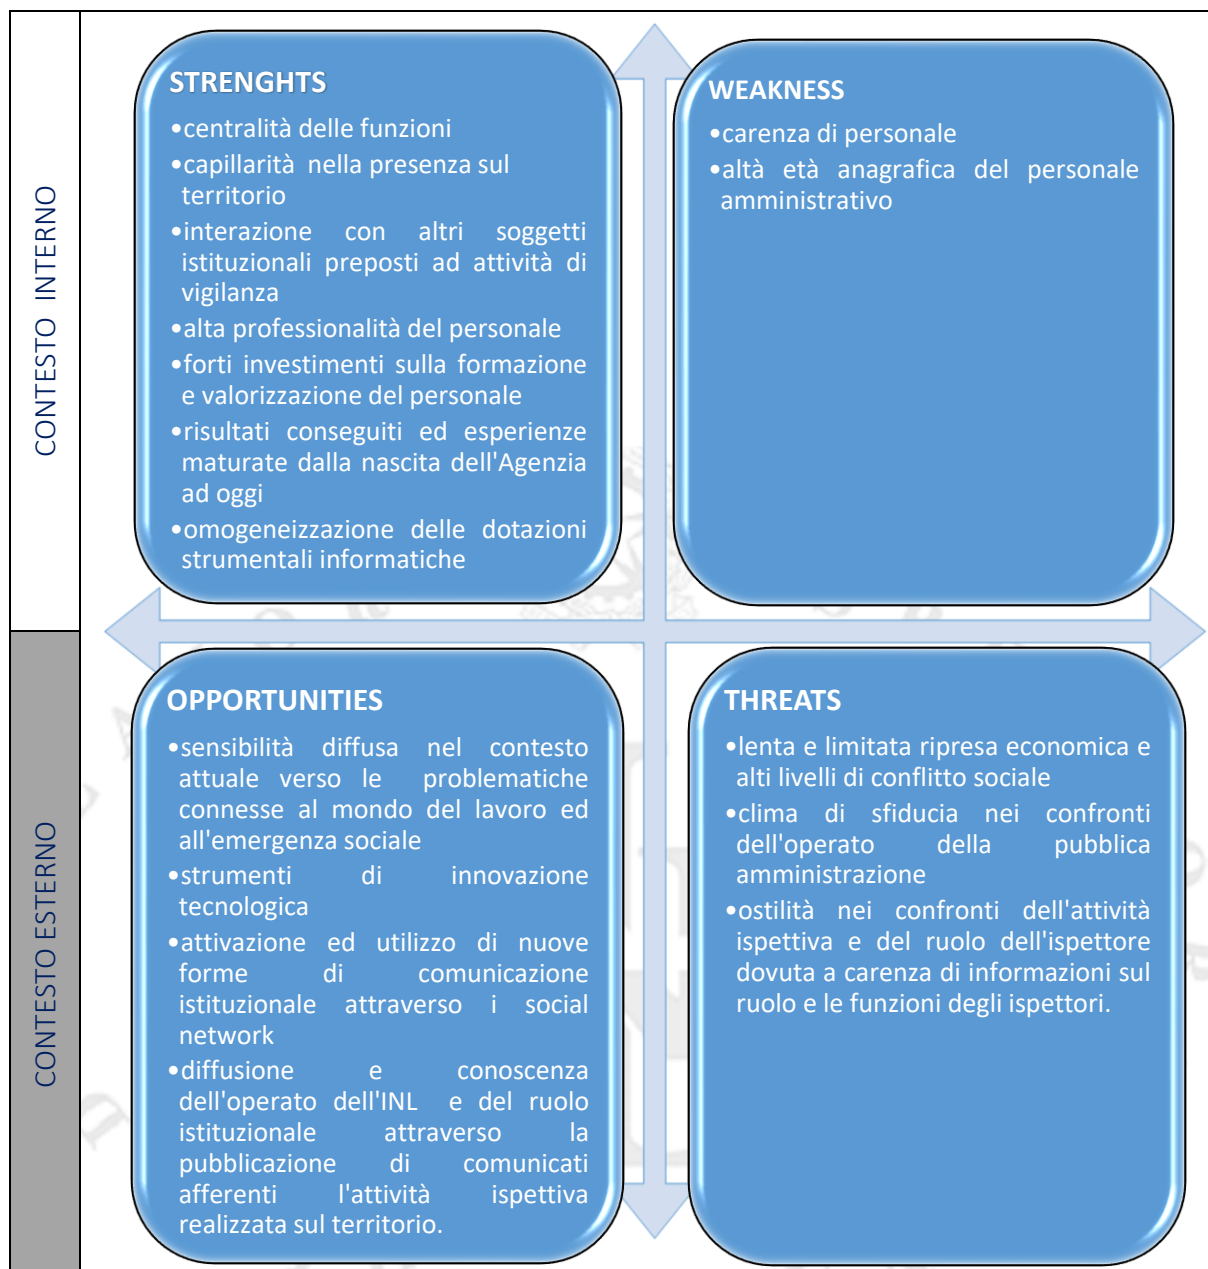 CONTESTO INTERNO
STRENGHTS
•centralità delle funzioni
•capillarità nella presenza sul
territorio
•interazione con altri soggetti
istituzionali preposti ad attività di
vigilanza
•alta professionalità del personale
•forti investimenti sulla formazione
e valorizzazione del personale
•risultati conseguiti ed esperienze
maturate dalla nascita dell'Agenzia
ad oggi
•omogeneizzazione delle dotazioni
strumentali informatiche
WEAKNESS
•carenza di personale
•altà età anagrafica del personale
amministrativo
CONTESTO ESTERNO
OPPORTUNITIES
•sensibilità diffusa nel contesto
attuale verso le problematiche
connesse al mondo del lavoro ed
all'emergenza sociale
•strumenti di innovazione
tecnologica
•attivazione ed utilizzo di nuove
forme di comunicazione
istituzionale attraverso i social
network
•diffusione e conoscenza
dell'operato dell'INL e del ruolo
istituzionale attraverso la
pubblicazione di comunicati
afferenti l'attività ispettiva
realizzata sul territorio.
THREATS
•lenta e limitata ripresa economica e
alti livelli di conflitto sociale
•clima di sfiducia nei confronti
dell'operato della pubblica
amministrazione
•ostilità nei confronti dell'attività
ispettiva e del ruolo dell'ispettore
dovuta a carenza di informazioni sul
ruolo e le funzioni degli ispettori.